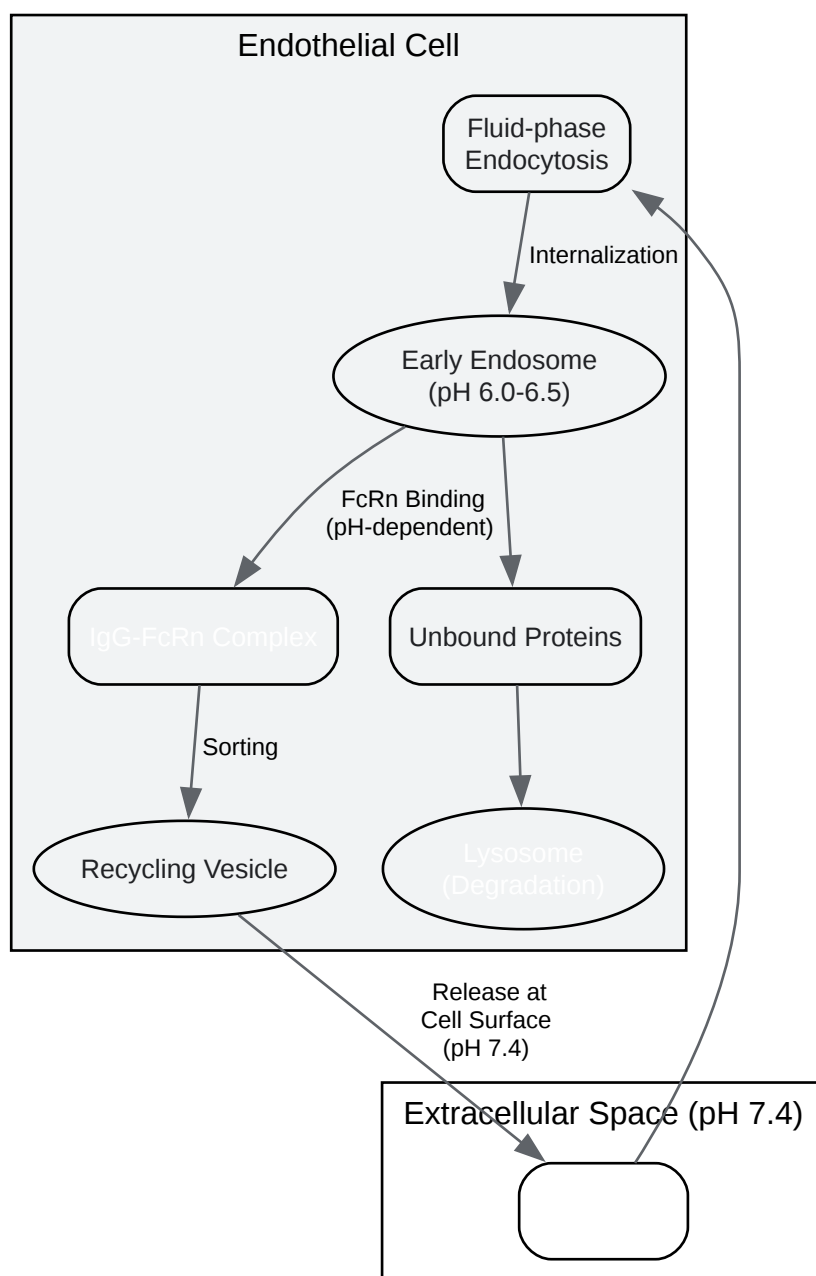 Endothelial Cell
Fluid-phase
Endocytosis
Internalization
Early Endosome
(pH 6.0-6.5)
FcRn Binding
(pH-dependent)
IgG-FcRn Complex
Unbound Proteins
Sorting
Recycling Vesicle
Lysosome
(Degradation)
Release at
Cell Surface
(pH 7.4)
Extracellular Space (pH 7.4)